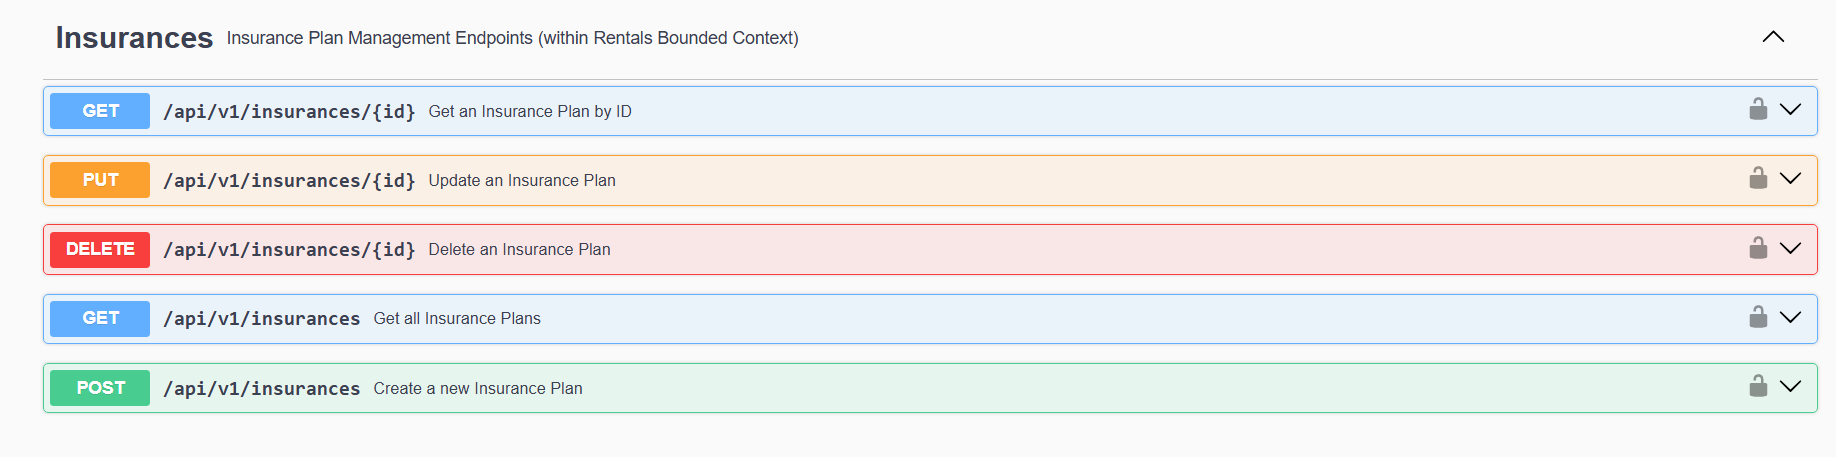 Insurances Insurance Plan Management Endpoints (within Rentals Bounded Context)
GET /api/v1/insurances/{id} Get an Insurance Plan by ID
PUT /api/v1/insurances/{id} Update an Insurance Plan
DELETE /api/v1/insurances/{id} Delete an Insurance Plan
GET /api/v1/insurances Get all Insurance Plans
POST /api/v1/insurances Create a new Insurance Plan